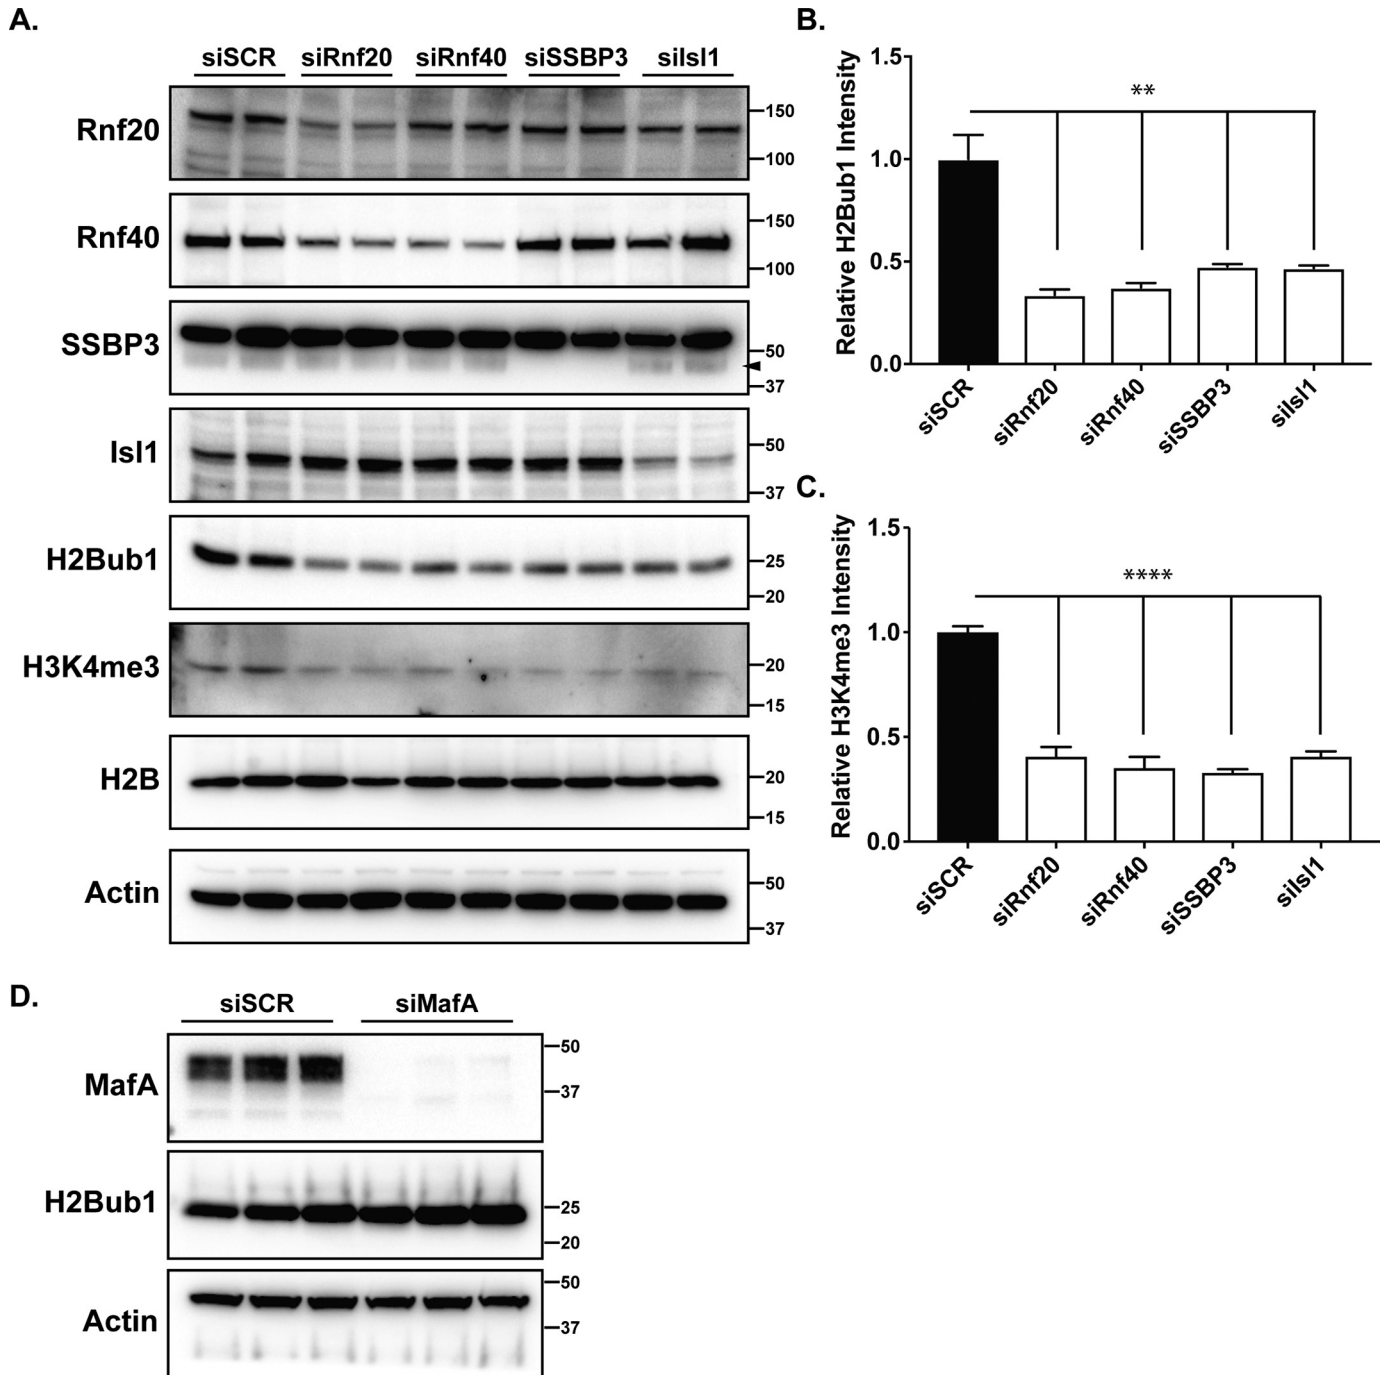 A.
siSCR siRnf20 siRnf40 siSSBP3 siIsl1
Rnf20
150
100
Rnf40
150
100
SSBP3
50
37
Isl1
50
37
H2Bub1
25
20
H3K4me3
20
15
H2B
20
15
Actin
50
37
B.
Relative H2Bub1 Intensity
1.5
1.0
0.5
0.0
**
siSCR siRnf20 siRnf40 siSSBP3 siIsl1
C.
Relative H3K4me3 Intensity
1.5
1.0
0.5
0.0
****
siSCR siRnf20 siRnf40 siSSBP3 siIsl1
D.
siSCR siMafA
MafA
50
37
H2Bub1
25
20
Actin
50
37